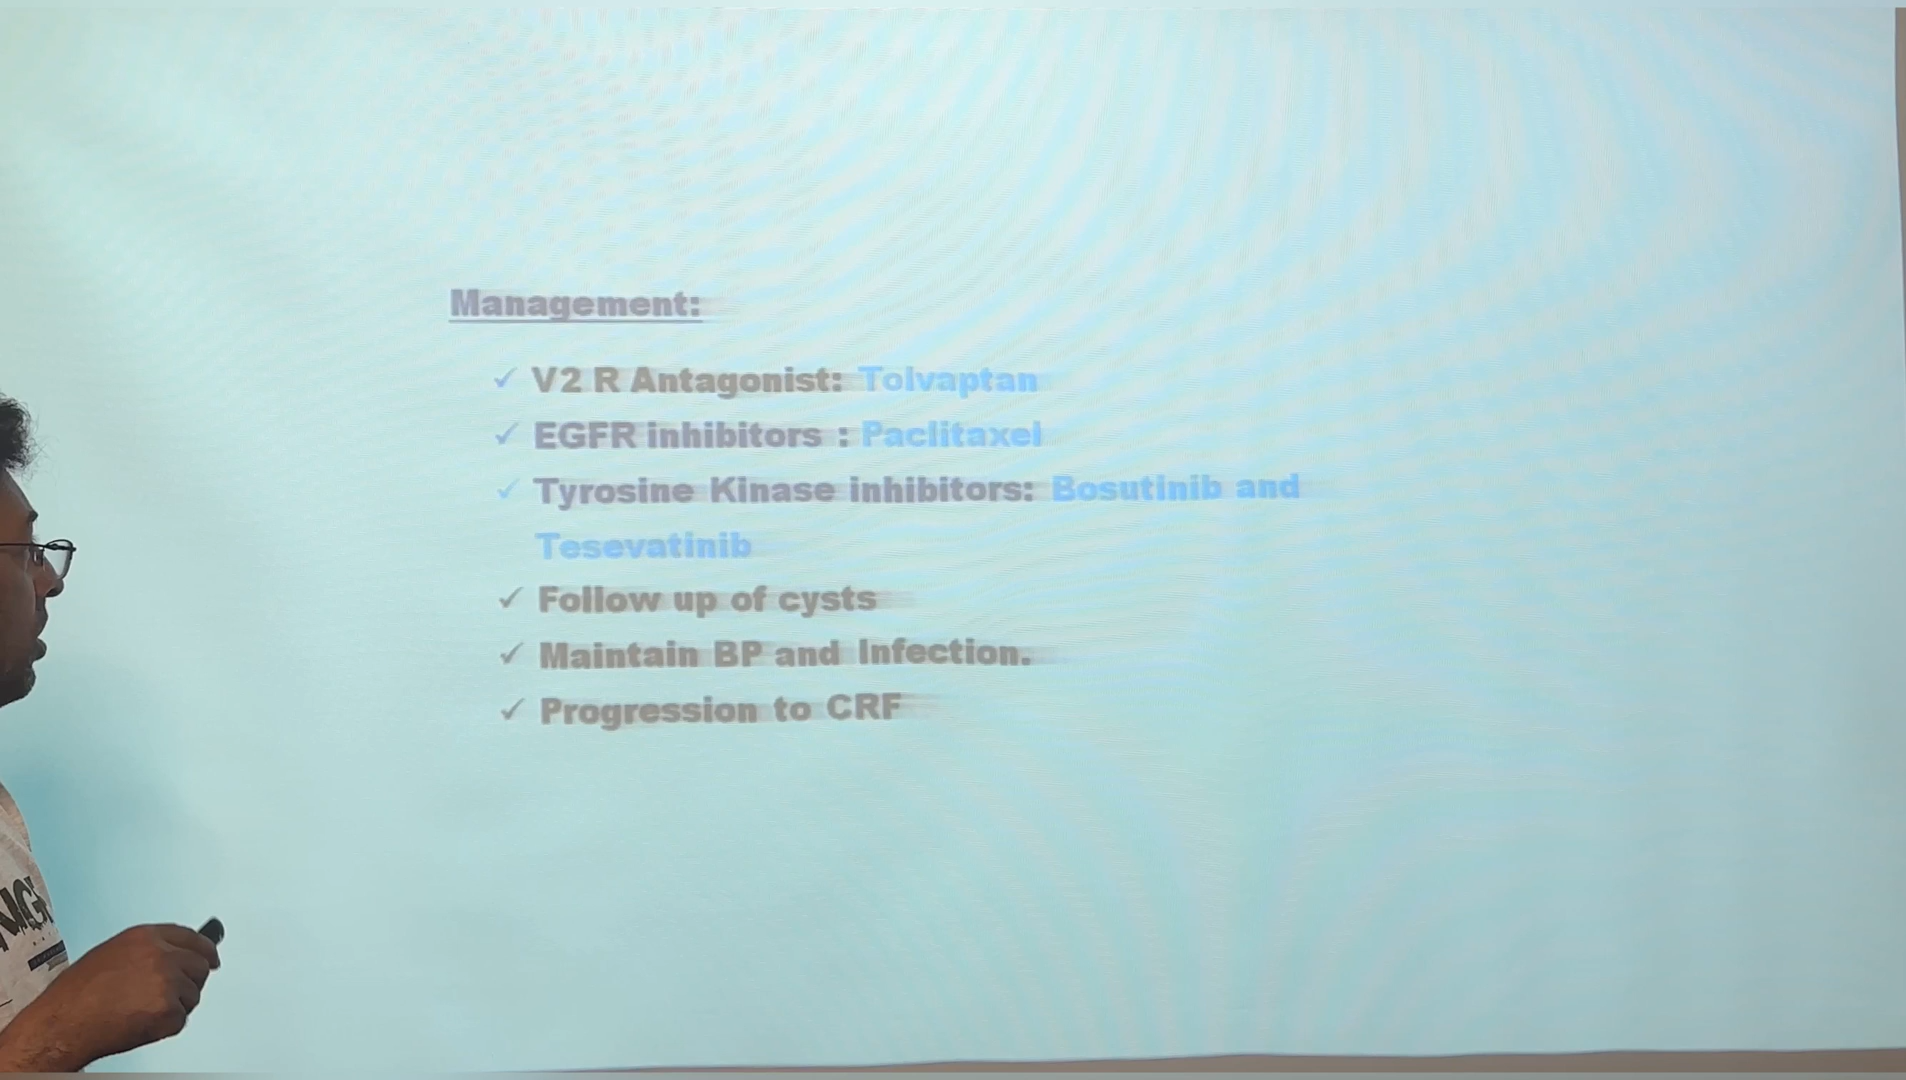 Management:
✓ V2 R Antagonist: Tolvaptan
✓ EGFR inhibitors : Paclitaxel
✓ Tyrosine Kinase inhibitors: Bosutinib and
Tesevatinib
✓ Follow up of cysts
✓ Maintain BP and Infection.
✓ Progression to CRF